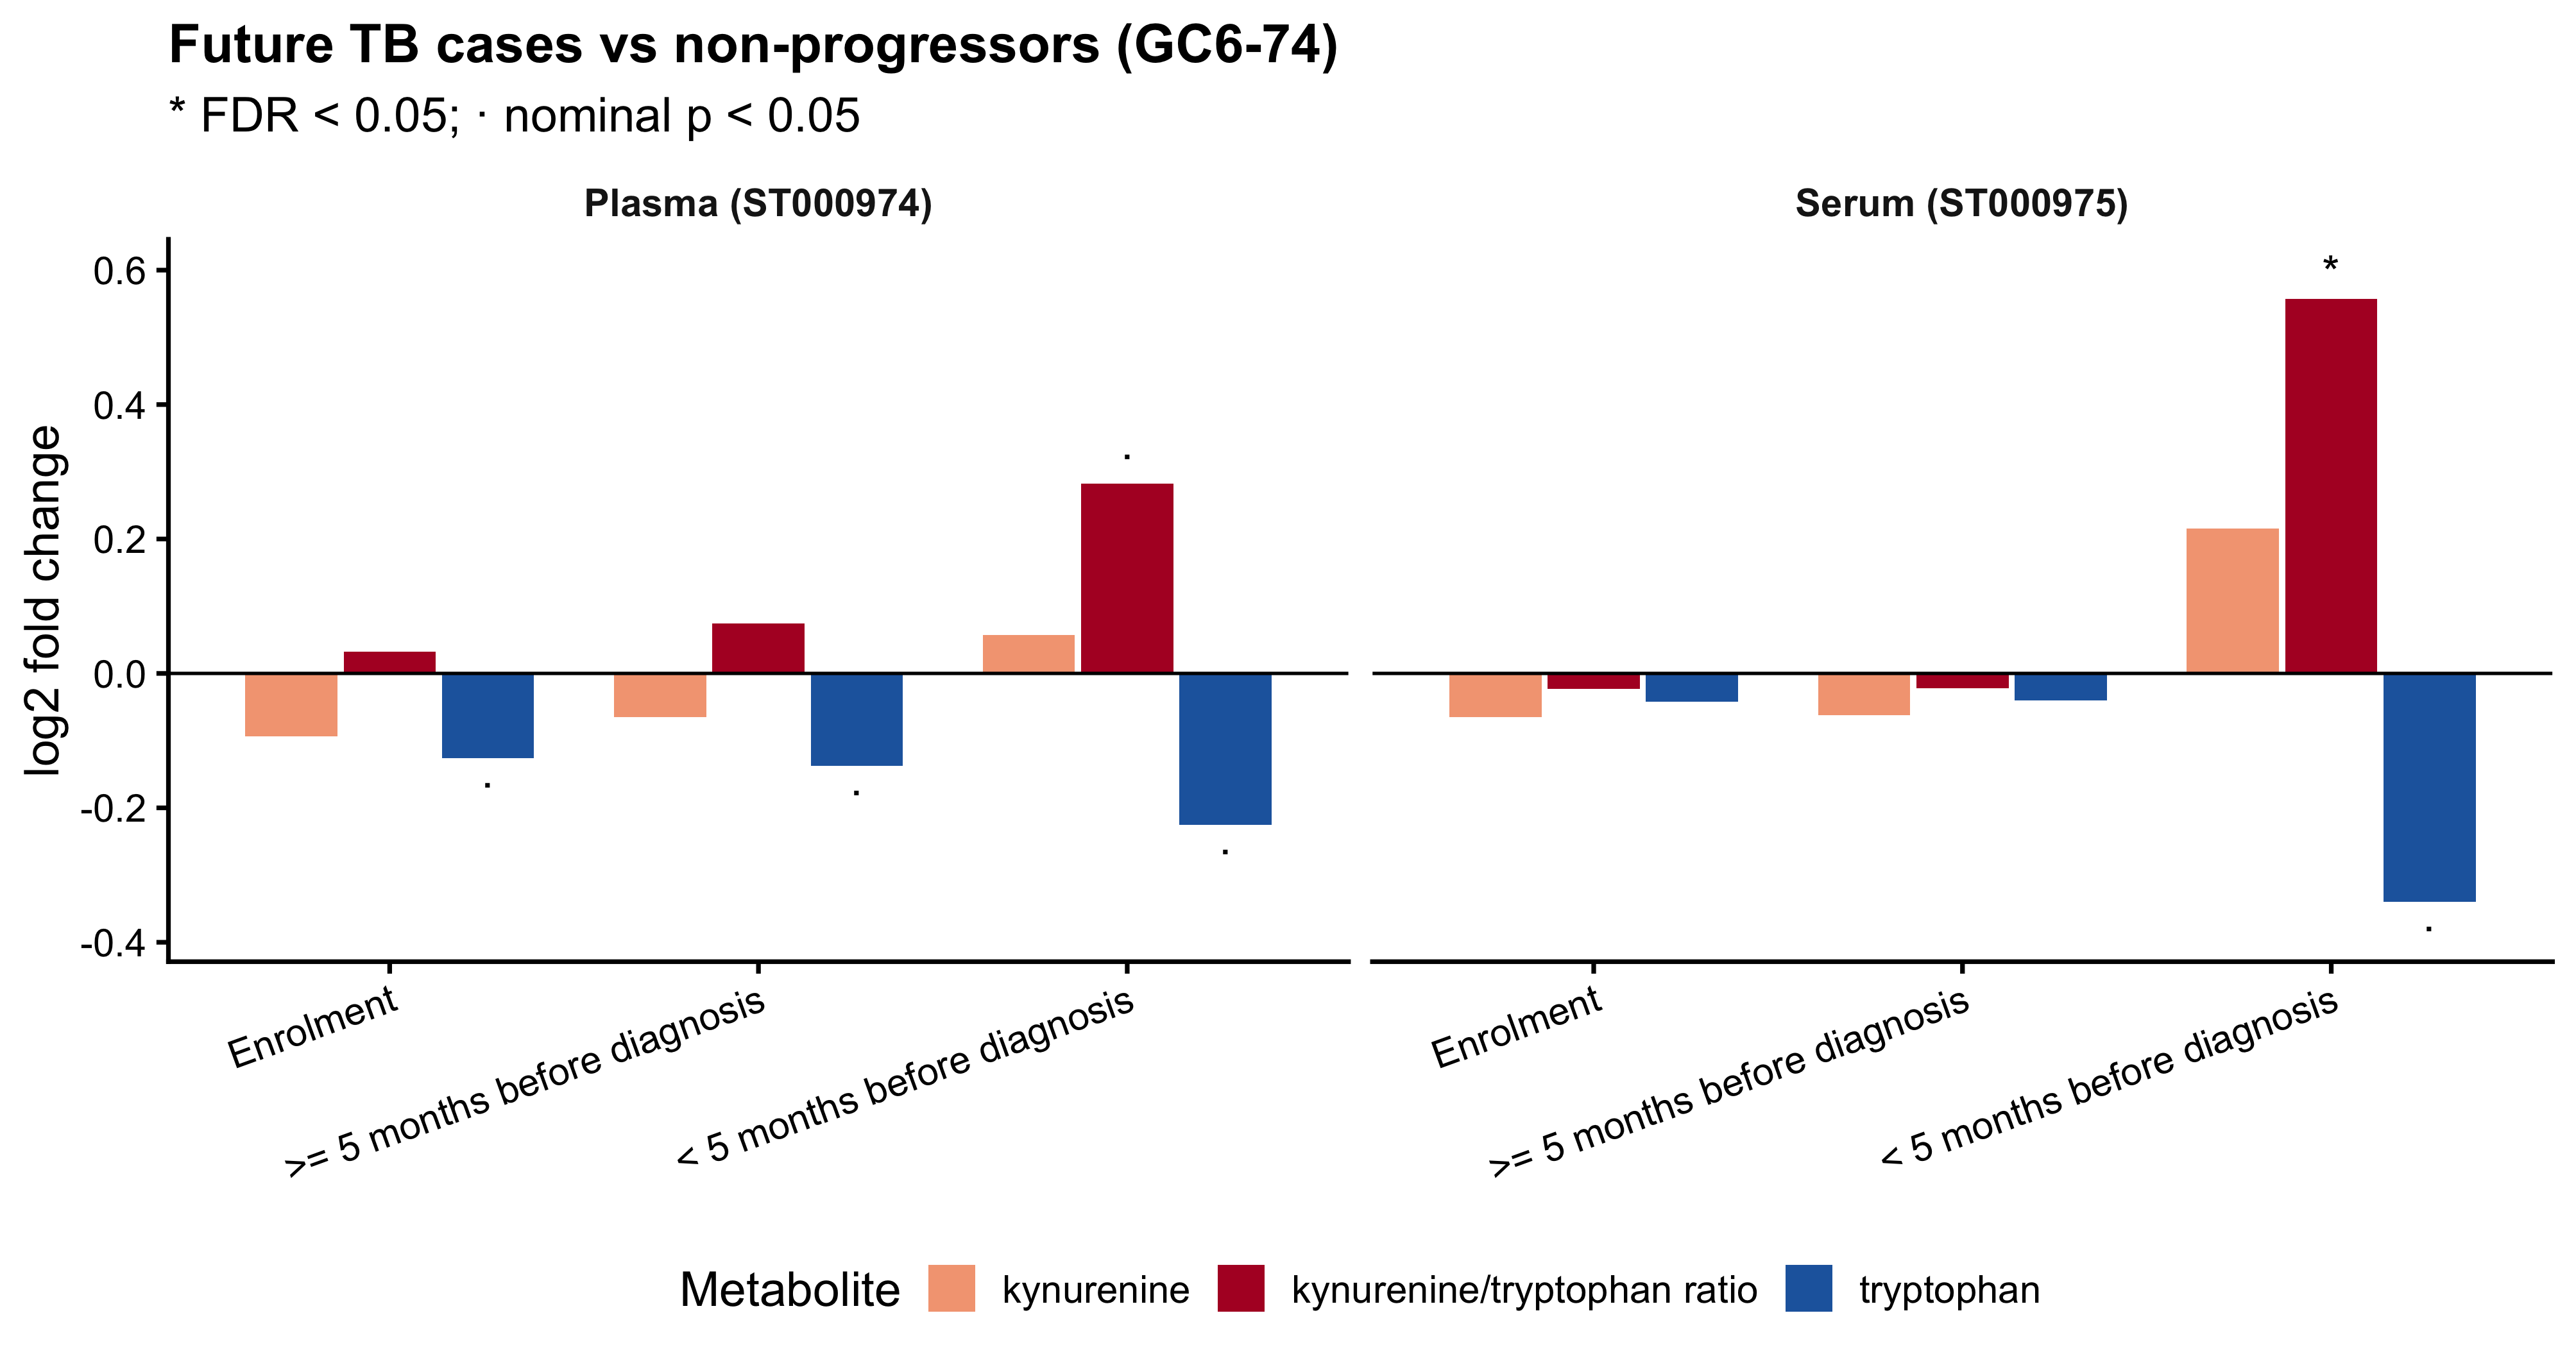 Future TB cases vs non-progressors (GC6-74)
* FDR < 0.05; · nominal p < 0.05
Plasma (ST000974)
Serum (ST000975)
log2 fold change
0.6
0.4
0.2
0.0
-0.2
-0.4
·
·
·
·
*
·
Enrolment
>= 5 months before diagnosis
< 5 months before diagnosis
Enrolment
>= 5 months before diagnosis
< 5 months before diagnosis
Metabolite
kynurenine
kynurenine/tryptophan ratio
tryptophan